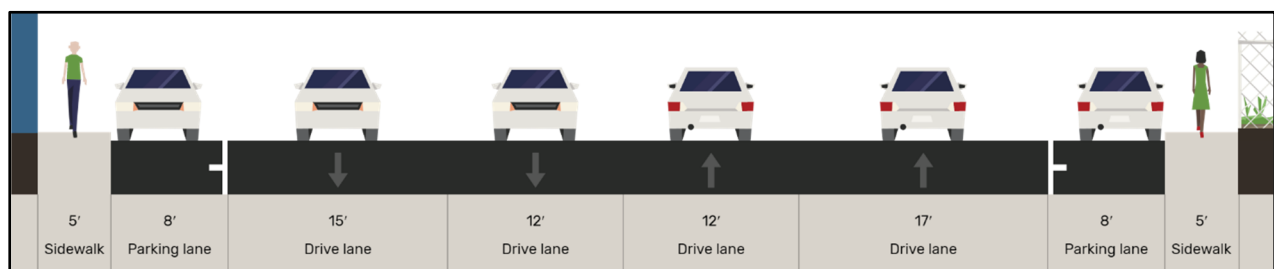 5′ 8′ 15′ 12′ 12′ 17′ 8′ 5′
Sidewalk Parking lane Drive lane Drive lane Drive lane Drive lane Parking lane Sidewalk